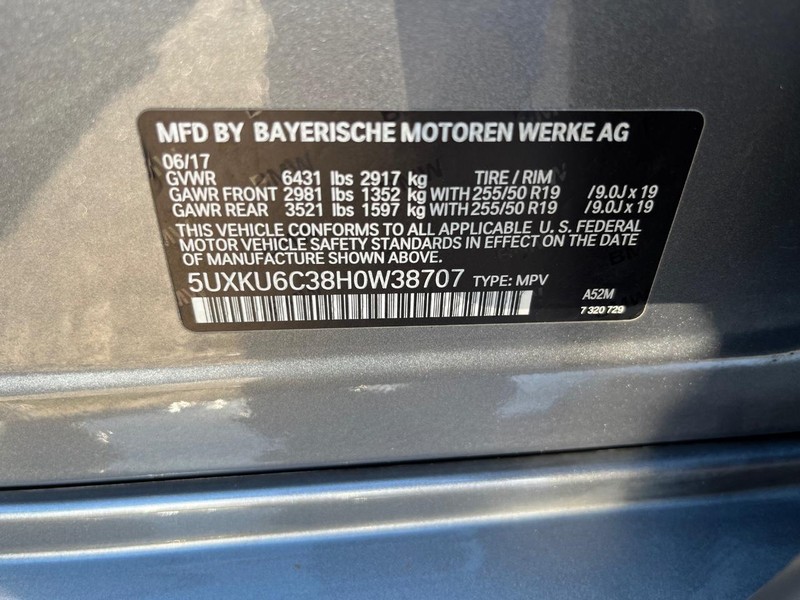 MFD BY BAYERISCHE MOTOREN WERKE AG
06/17
GVWR 6431 lbs 2917 kg TIRE / RIM
GAWR FRONT 2981 lbs 1352 kg WITH 255/50 R19 /9.0J x 19
GAWR REAR 3521 lbs 1597 kg WITH 255/50 R19 /9.0J x 19
THIS VEHICLE CONFORMS TO ALL APPLICABLE U. S. FEDERAL
MOTOR VEHICLE SAFETY STANDARDS IN EFFECT ON THE DATE
OF MANUFACTURE
5UXKU6C38H0W38707 TYPE: MPV
A52M
7 320 729